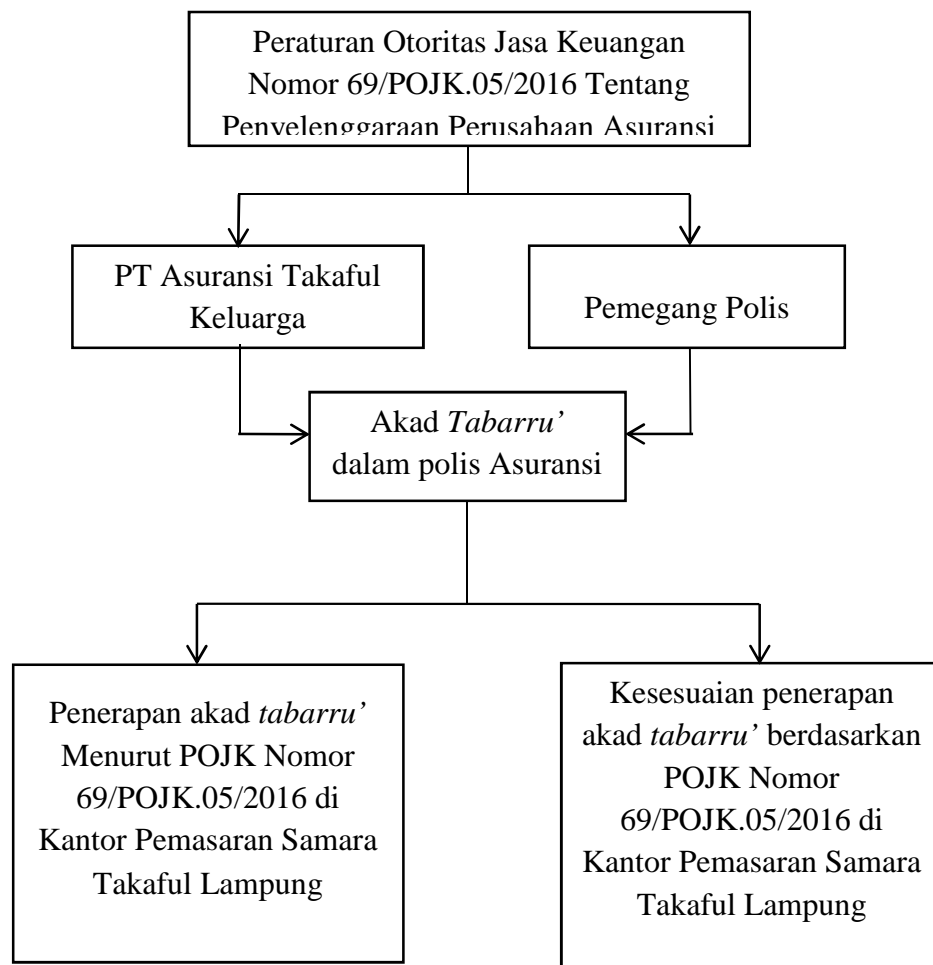 Peraturan Otoritas Jasa Keuangan
Nomor 69/POJK.05/2016 Tentang
Penyelenggaraan Perusahaan Asuransi
PT Asuransi Takaful
Keluarga
Pemegang Polis
Akad Tabarru’
dalam polis Asuransi
Penerapan akad tabarru’
Menurut POJK Nomor
69/POJK.05/2016 di
Kantor Pemasaran Samara
Takaful Lampung
Kesesuaian penerapan
akad tabarru’ berdasarkan
POJK Nomor
69/POJK.05/2016 di
Kantor Pemasaran Samara
Takaful Lampung